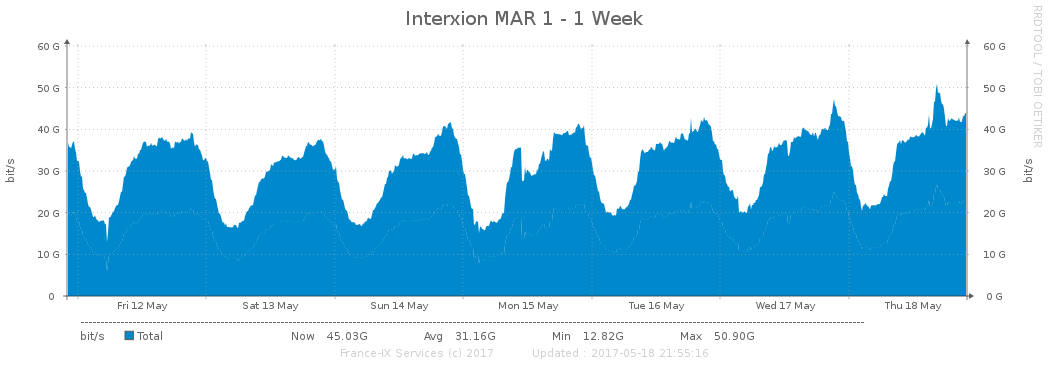 Interxion MAR 1 - 1 Week
RRDTOOL / TOBI OETIKER
60 G 60 G
50 G 50 G
40 G 40 G
30 G 30 G
20 G 20 G
10 G 10 G
0 0 G
bit/s bit/s
Fri 12 May Sat 13 May Sun 14 May Mon 15 May Tue 16 May Wed 17 May Thu 18 May
bit/s Total Now 45.03G Avg 31.16G Min 12.82G Max 50.90G
France-IX Services (c) 2017 Updated : 2017-05-18 21:55:16